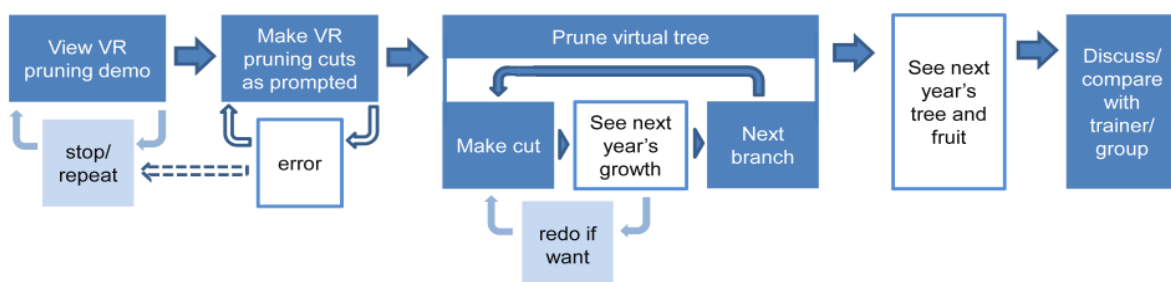 View VR
pruning demo
stop/
repeat
Make VR
pruning cuts
as prompted
error
Prune virtual tree
Make cut
See next
year's
growth
Next
branch
redo if
want
See next
year's
tree and
fruit
Discuss/
compare
with
trainer/
group